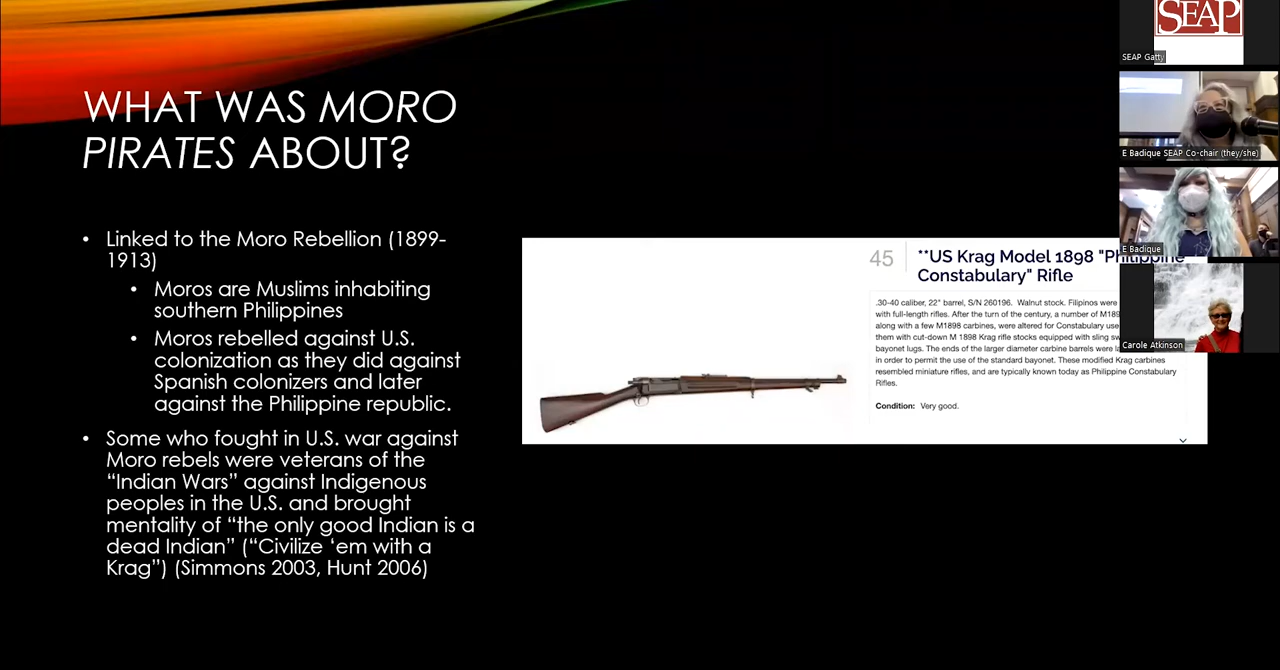 WHAT WAS MORO
PIRATES ABOUT?
• Linked to the Moro Rebellion (1899-
1913)
• Moros are Muslims inhabiting
southern Philippines
• Moros rebelled against U.S.
colonization as they did against
Spanish colonizers and later
against the Philippine republic.
• Some who fought in U.S. war against
Moro rebels were veterans of the
“Indian Wars” against Indigenous
peoples in the U.S. and brought
mentality of “the only good Indian is a
dead Indian” (“Civilize ‘em with a
Krag”) (Simmons 2003, Hunt 2006)
45
**US Krag Model 1898 "Philippine
Constabulary" Rifle
.30-40 caliber, 22" barrel, S/N 260196. Walnut stock. Filipinos were
with full-length rifles. After the turn of the century, a number of M189
along with a few M1898 carbines, were altered for Constabulary use
them with cut-down M 1898 Krag rifle stocks equipped with sling sw
bayonet lugs. The ends of the larger diameter carbine barrels were
in order to permit the use of the standard bayonet. These modified Krag carbines
resembled miniature rifles, and are typically known today as Philippine Constabulary
Rifles.
Condition: Very good.
SEAP
SEAP Gatty
E Badique SEAP Co-chair (they/she)
E Badique
Carole Atkinson